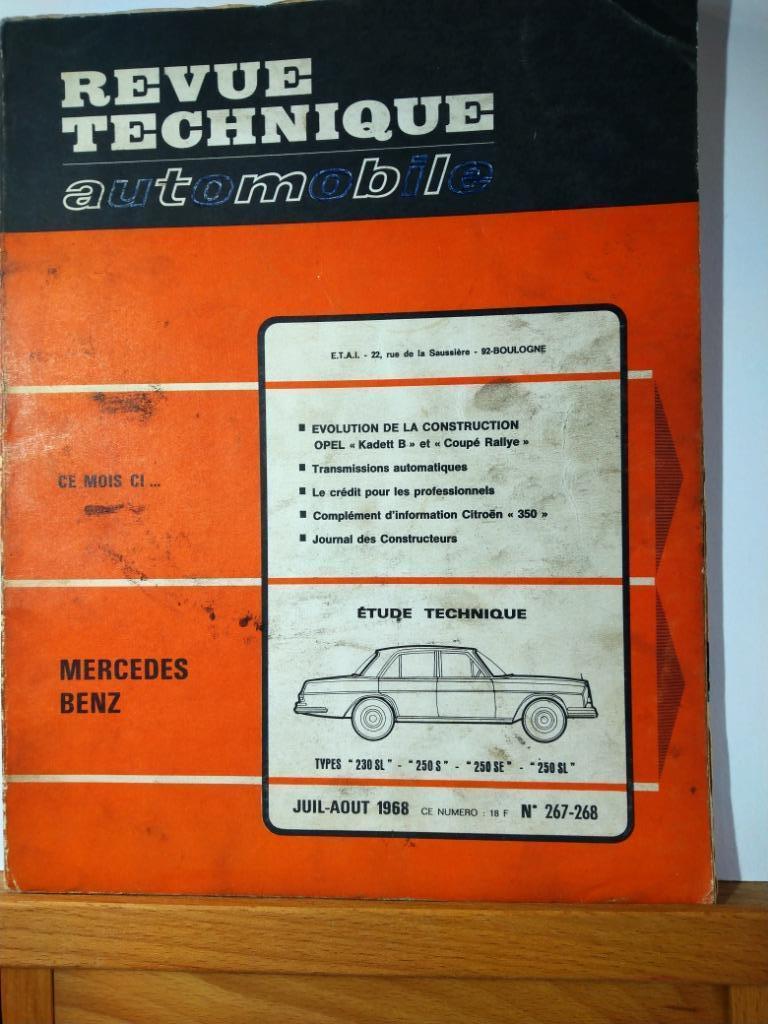 REVUE
TECHNIQUE
automobile
E.T.A.I. - 22, rue de la Saussière - 92-BOULOGNE
CE MOIS CI ...
■ EVOLUTION DE LA CONSTRUCTION
OPEL « Kadett B » et « Coupé Rallye »
■ Transmissions automatiques
■ Le crédit pour les professionnels
■ Complément d'information Citroën « 350 »
■ Journal des Constructeurs
MERCEDES
BENZ
ÉTUDE TECHNIQUE
TYPES "230 SL" - "250 S" - "250 SE" - "250 SL"
JUIL-AOUT 1968 CE NUMERO : 18 F N° 267-268